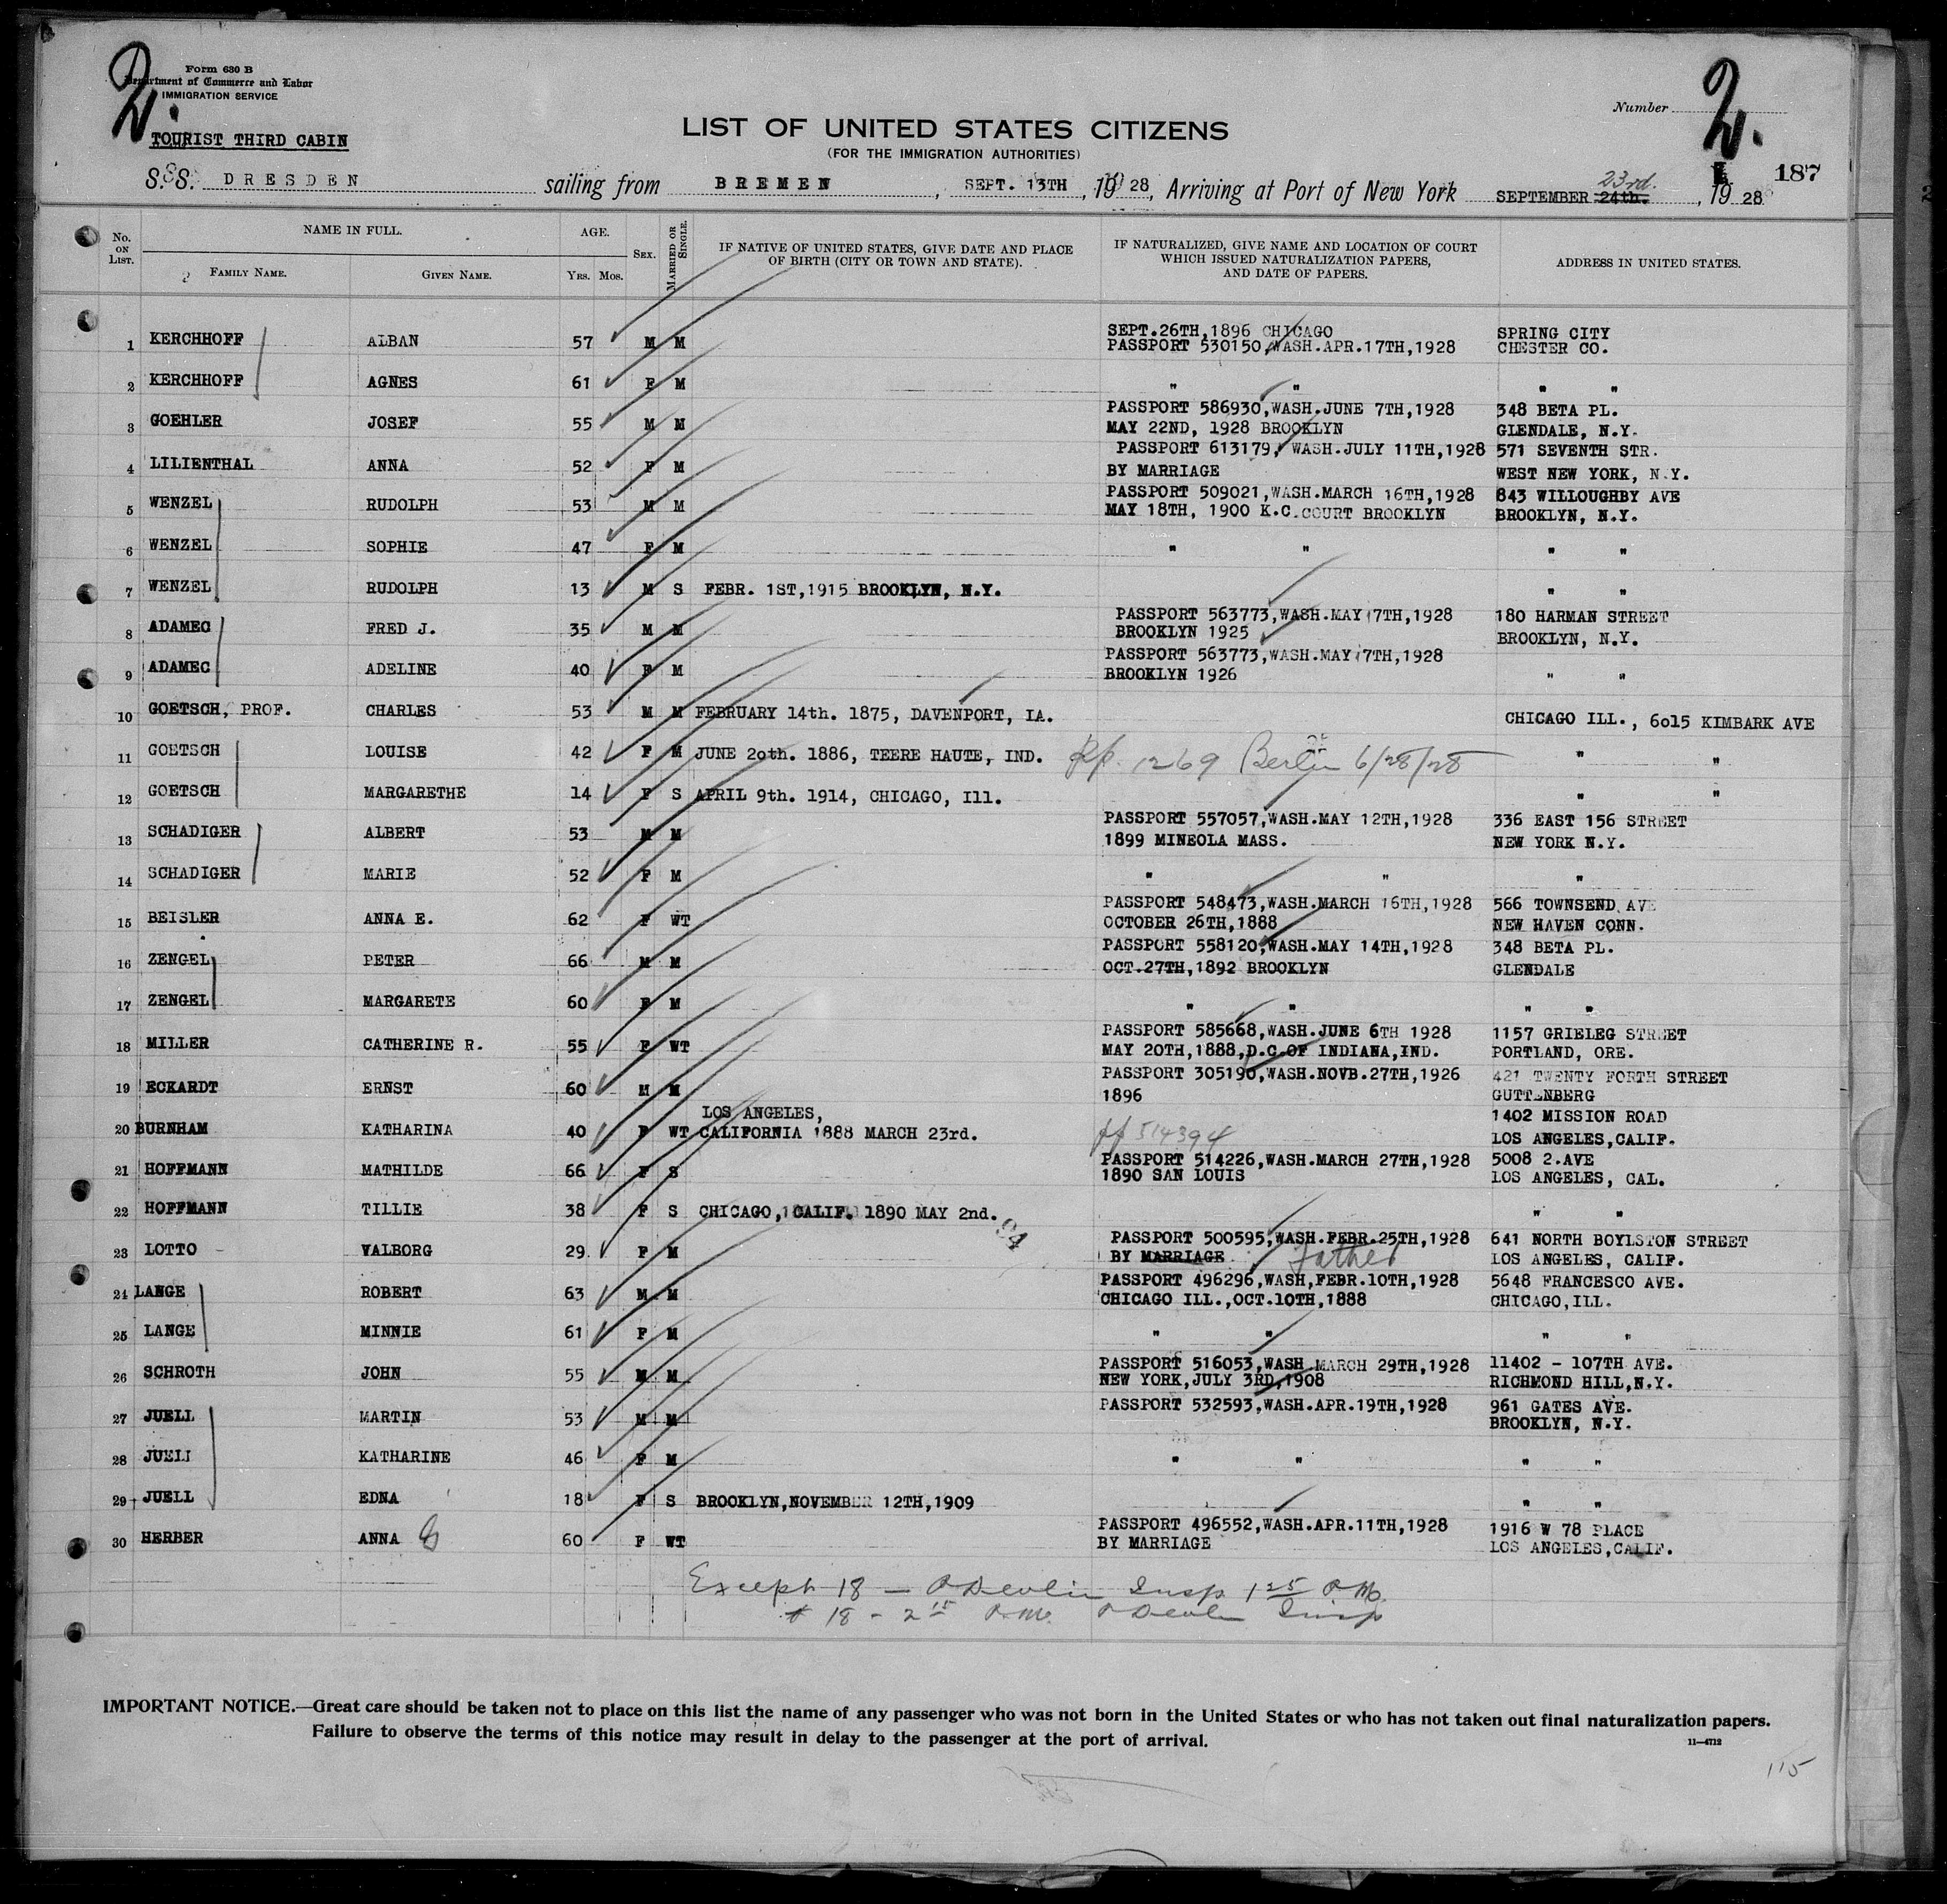 2.
Form 630 B
Department of Commerce and Labor
IMMIGRATION SERVICE
TOURIST THIRD CABIN
LIST OF UNITED STATES CITIZENS
(FOR THE IMMIGRATION AUTHORITIES)
Number 2.
187
S.S. DRESDEN sailing from BREMEN, SEPT. 13TH, 1928, Arriving at Port of New York SEPTEMBER 24th. 23rd. , 1928
No. ON LIST. NAME IN FULL. FAMILY NAME. GIVEN NAME. AGE. YRS. MOS. SEX. MARRIED OR SINGLE. IF NATIVE OF UNITED STATES, GIVE DATE AND PLACE OF BIRTH (CITY OR TOWN AND STATE). IF NATURALIZED, GIVE NAME AND LOCATION OF COURT WHICH ISSUED NATURALIZATION PAPERS, AND DATE OF PAPERS. ADDRESS IN UNITED STATES.
1 KERCHHOFF ALBAN 57 M M SEPT.26TH,1896 CHICAGO PASSPORT 530150,WASH.APR.17TH,1928 SPRING CITY CHESTER CO.
2 KERCHHOFF AGNES 61 F M " " " "
3 GOEHLER JOSEF 55 M M PASSPORT 586930,WASH.JUNE 7TH,1928 MAY 22ND, 1928 BROOKLYN 348 BETA PL. GLENDALE, N.Y.
4 LILIENTHAL ANNA 52 F M PASSPORT 613179, WASH.JULY 11TH,1928 BY MARRIAGE 571 SEVENTH STR. WEST NEW YORK, N.Y.
5 WENZEL RUDOLPH 53 M M PASSPORT 509021,WASH.MARCH 16TH,1928 MAY 18TH, 1900 K.C.COURT BROOKLYN 843 WILLOUGHBY AVE BROOKLYN, N.Y.
6 WENZEL SOPHIE 47 F M " " " "
7 WENZEL RUDOLPH 13 M S FEBR. 1ST,1915 BROOKLYN, N.Y. " "
8 ADAMEC FRED J. 35 M M PASSPORT 563773,WASH.MAY 17TH,1928 BROOKLYN 1925 180 HARMAN STREET BROOKLYN, N.Y.
9 ADAMEC ADELINE 40 F M PASSPORT 563773,WASH.MAY 17TH,1928 BROOKLYN 1926 " "
10 GOETSCH, PROF. CHARLES 53 M M FEBRUARY 14th. 1875, DAVENPORT, IA. CHICAGO ILL., 6o15 KIMBARK AVE
11 GOETSCH LOUISE 42 F M JUNE 2oth. 1886, TEERE HAUTE, IND. pp. 1269 Berlin 6/28/28 " "
12 GOETSCH MARGARETHE 14 F S APRIL 9th. 1914, CHICAGO, Ill. " "
13 SCHADIGER ALBERT 53 M M PASSPORT 557057,WASH.MAY 12TH,1928 1899 MINEOLA MASS. 336 EAST 156 STREET NEW YORK N.Y.
14 SCHADIGER MARIE 52 F M " " "
15 BEISLER ANNA E. 62 F WT PASSPORT 548473,WASH.MARCH 16TH,1928 OCTOBER 26TH,1888 566 TOWNSEND AVE NEW HAVEN CONN.
16 ZENGEL PETER 66 M M PASSPORT 558120,WASH.MAY 14TH,1928 OCT.27TH,1892 BROOKLYN 348 BETA PL. GLENDALE
17 ZENGEL MARGARETE 60 F M " " " "
18 MILLER CATHERINE R. 55 F WT PASSPORT 585668,WASH.JUNE 6TH 1928 MAY 20TH,1888,D.C.OF INDIANA,IND. 1157 GRIELEG STREET PORTLAND, ORE.
19 ECKARDT ERNST 60 M M PASSPORT 305190,WASH.NOVB.27TH,1926 1896 421 TWENTY FORTH STREET GUTTENBERG
20 BURNHAM KATHARINA 40 F WT LOS ANGELES, CALIFORNIA 1888 MARCH 23rd. pp 514394 1402 MISSION ROAD LOS ANGELES,CALIF.
21 HOFFMANN MATHILDE 66 F S PASSPORT 514226,WASH.MARCH 27TH,1928 1890 SAN LOUIS 5008 2.AVE LOS ANGELES, CAL.
22 HOFFMANN TILLIE 38 F S CHICAGO, CALIF. 1890 MAY 2nd. 94 " "
23 LOTTO VALBORG 29 F M PASSPORT 500595,WASH.FEBR.25TH,1928 BY MARRIAGE Father 641 NORTH BOYLSTON STREET LOS ANGELES, CALIF.
24 LANGE ROBERT 63 M M PASSPORT 496296,WASH,FEBR.10TH,1928 CHICAGO ILL.,OCT.10TH,1888 5648 FRANCESCO AVE. CHICAGO,ILL.
25 LANGE MINNIE 61 F M " " " "
26 SCHROTH JOHN 55 M M PASSPORT 516053,WASH MARCH 29TH,1928 NEW YORK,JULY 3RD,1908 11402 - 107TH AVE. RICHMOND HILL,N.Y.
27 JUELL MARTIN 53 M M PASSPORT 532593,WASH.APR.19TH,1928 961 GATES AVE. BROOKLYN, N.Y.
28 JUELL KATHARINE 46 F M " " " "
29 JUELL EDNA 18 F S BROOKLYN,NOVEMBER 12TH,1909 " "
30 HERBER ANNA 60 F WT PASSPORT 496552,WASH.APR.11TH,1928 BY MARRIAGE 1916 W 78 PLACE LOS ANGELES,CALIF.
Except 18 — P Devlin Insp 1 25 P.M.
+ 18 - 2 15 P.M. P Devlin Insp
IMPORTANT NOTICE.—Great care should be taken not to place on this list the name of any passenger who was not born in the United States or who has not taken out final naturalization papers.
Failure to observe the terms of this notice may result in delay to the passenger at the port of arrival.
11—4712
115